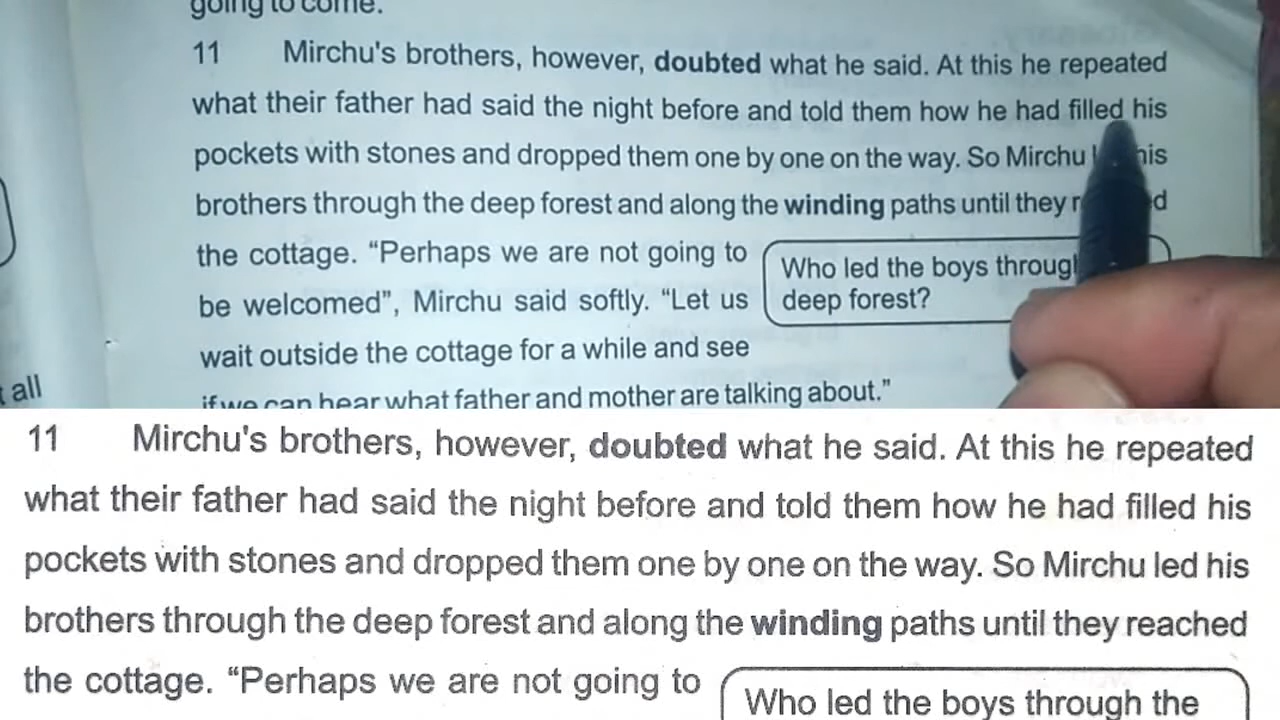 going to come.
11 Mirchu's brothers, however, doubted what he said. At this he repeated
what their father had said the night before and told them how he had filled his
pockets with stones and dropped them one by one on the way. So Mirchu his
brothers through the deep forest and along the winding paths until they
the cottage. “Perhaps we are not going to
be welcomed”, Mirchu said softly. “Let us
wait outside the cottage for a while and see
if we can hear what father and mother are talking about.”
Who led the boys
deep forest?
all
11 Mirchu's brothers, however, doubted what he said. At this he repeated
what their father had said the night before and told them how he had filled his
pockets with stones and dropped them one by one on the way. So Mirchu led his
brothers through the deep forest and along the winding paths until they reached
the cottage. “Perhaps we are not going to
Who led the boys through the